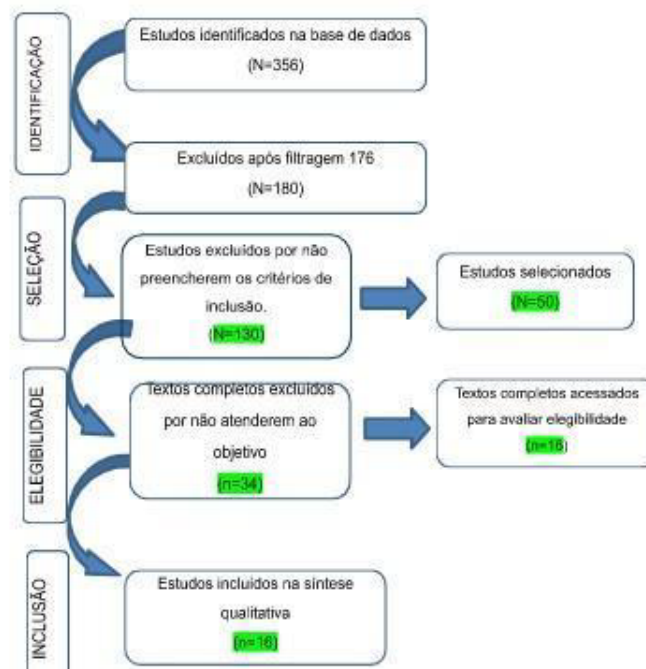 IDENTIFICAÇÃO
Estudos identificados na base de dados
(N=356)
Excluídos após filtragem 176
(N=180)
SELEÇÃO
Estudos excluídos por não
preencherem os critérios de
inclusão.
(N=130)
Estudos selecionados
(N=50)
ELEGIBILIDADE
Textos completos excluídos
por não atenderem ao
objetivo
(n=34)
Textos completos acessados
para avaliar elegibilidade
(n=16)
INCLUSÃO
Estudos incluídos na síntese
qualitativa
(n=16)